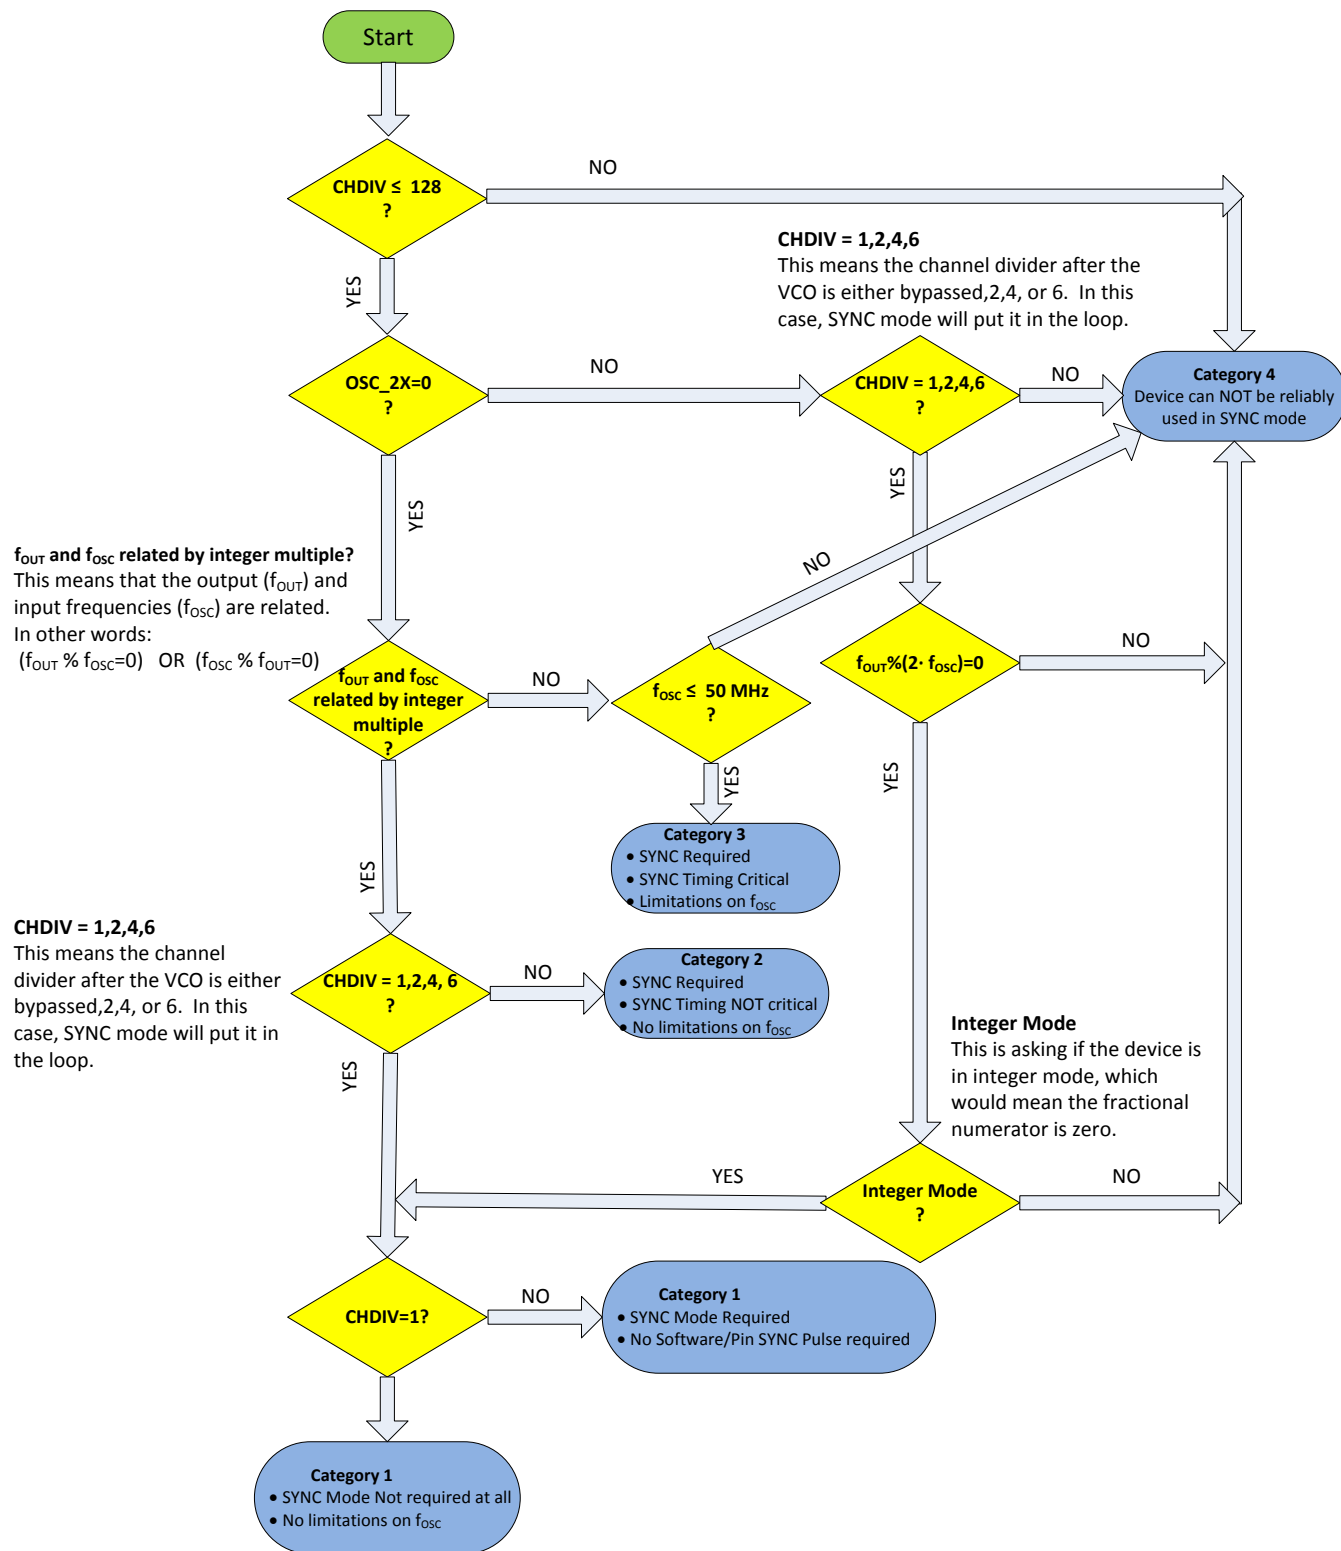 Start
CHDIV ≤ 128
?
NO
YES
CHDIV = 1,2,4,6
This means the channel divider after the
VCO is either bypassed,2,4, or 6. In this
case, SYNC mode will put it in the loop.
OSC_2X=0
?
NO
CHDIV = 1,2,4,6
?
NO
Category 4
Device can NOT be reliably
used in SYNC mode
YES
YES
NO
fOUT and fOSC related by integer multiple?
This means that the output (fOUT) and
input frequencies (fOSC) are related.
In other words:
(fOUT % fOSC=0) OR (fOSC % fOUT=0)
fOUT and fOSC
related by integer
multiple
?
NO
fOSC ≤ 50 MHz
?
fOUT%(2· fOSC)=0
NO
YES
YES
YES
Category 3
• SYNC Required
• SYNC Timing Critical
• Limitations on fOSC
CHDIV = 1,2,4,6
This means the channel
divider after the VCO is either
bypassed,2,4, or 6. In this
case, SYNC mode will put it in
the loop.
CHDIV = 1,2,4, 6
?
NO
Category 2
• SYNC Required
• SYNC Timing NOT critical
• No limitations on fOSC
YES
Integer Mode
This is asking if the device is
in integer mode, which
would mean the fractional
numerator is zero.
YES
Integer Mode
?
NO
CHDIV=1?
NO
Category 1
• SYNC Mode Required
• No Software/Pin SYNC Pulse required
Category 1
• SYNC Mode Not required at all
• No limitations on fOSC